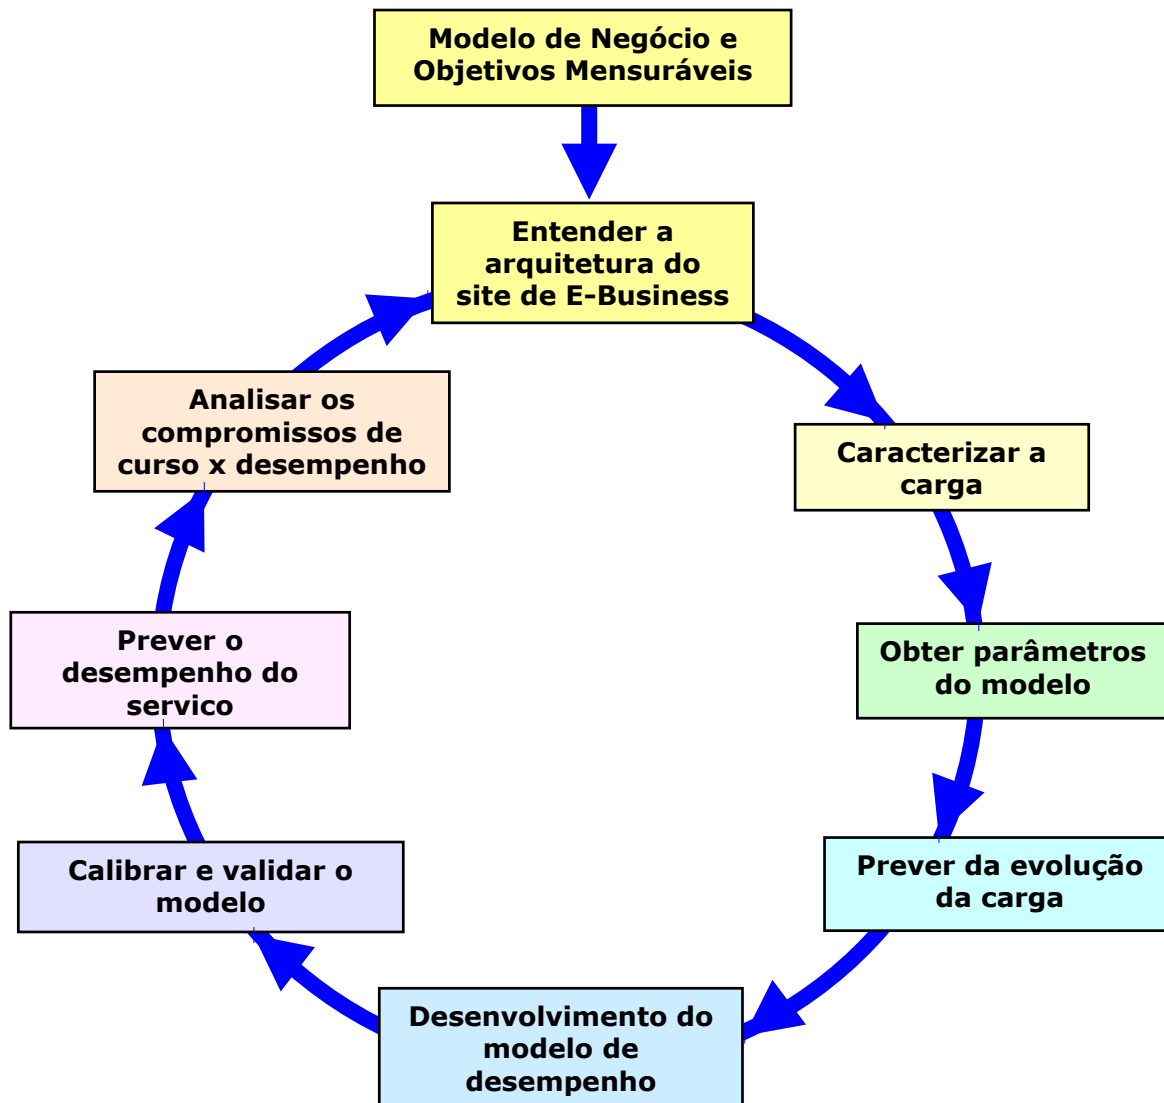 Modelo de Negócio e
Objetivos Mensuráveis
Entender a
arquitetura do
site de E-Business
Caracterizar a
carga
Obter parâmetros
do modelo
Prever da evolução
da carga
Desenvolvimento do
modelo de
desempenho
Calibrar e validar o
modelo
Prever o
desempenho do
servico
Analisar os
compromissos de
curso x desempenho